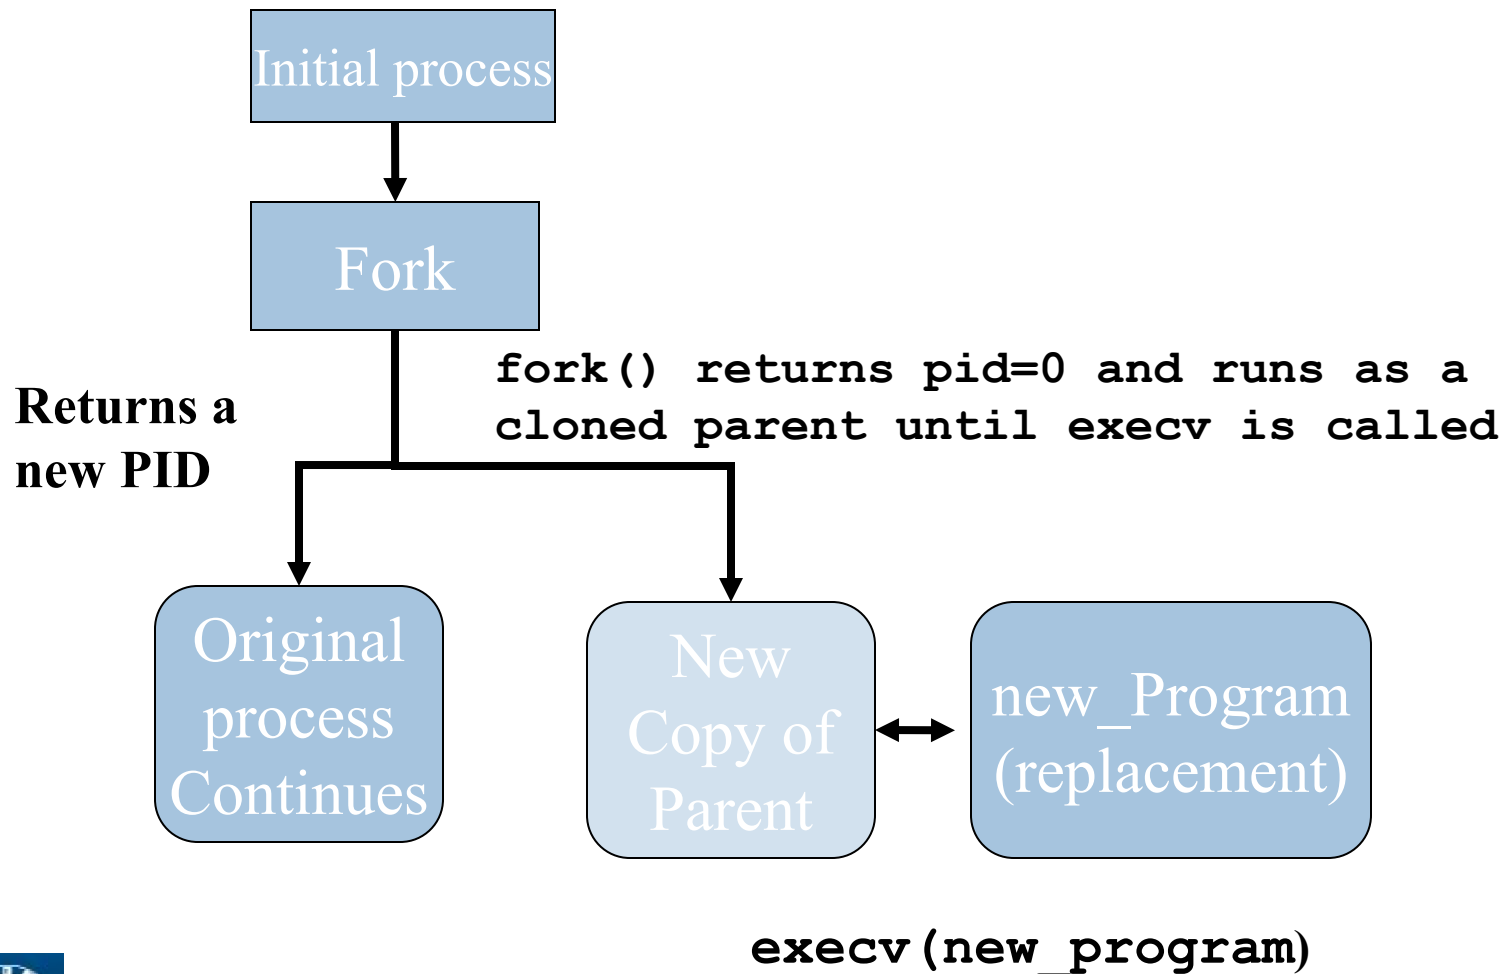 Initial process
Fork
fork() returns pid=0 and runs as a
cloned parent until execv is called
Returns a
new PID
Original
process
Continues
New
Copy of
Parent
new_Program
(replacement)
execv(new_program)